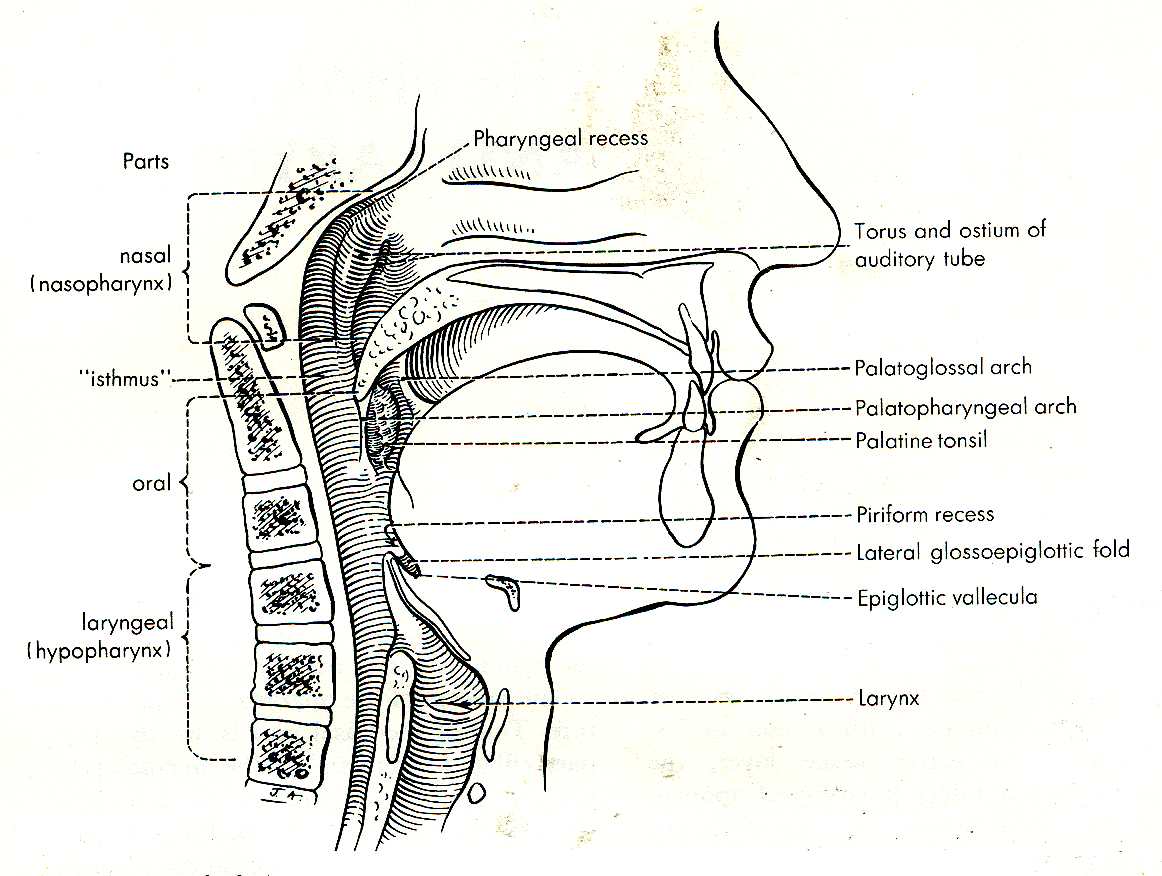 Pharyngeal recess
Parts
Torus and ostium of
auditory tube
nasal
(nasopharynx)
"isthmus"
Palatoglossal arch
Palatopharyngeal arch
Palatine tonsil
oral
Piriform recess
Lateral glossoepiglottic fold
Epiglottic vallecula
laryngeal
(hypopharynx)
Larynx
J.A.